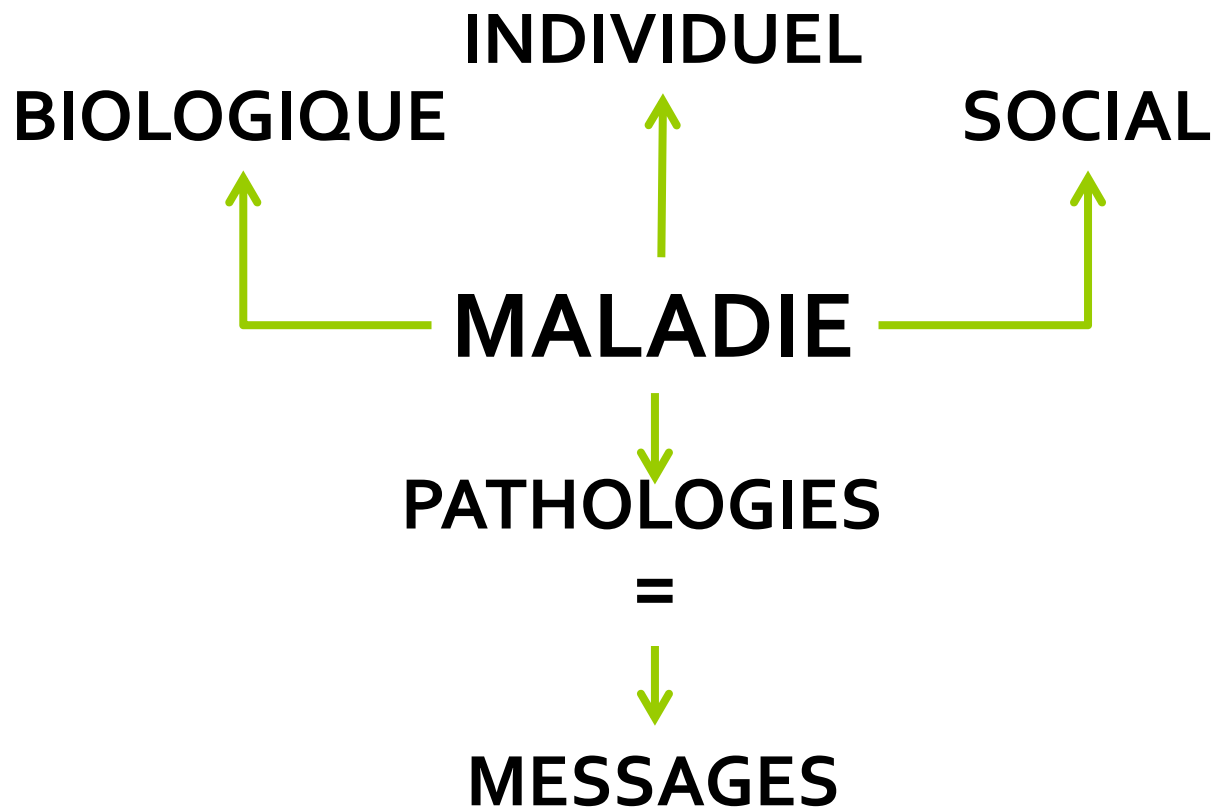 INDIVIDUEL
BIOLOGIQUE
SOCIAL
MALADIE
PATHOLOGIES
=
MESSAGES